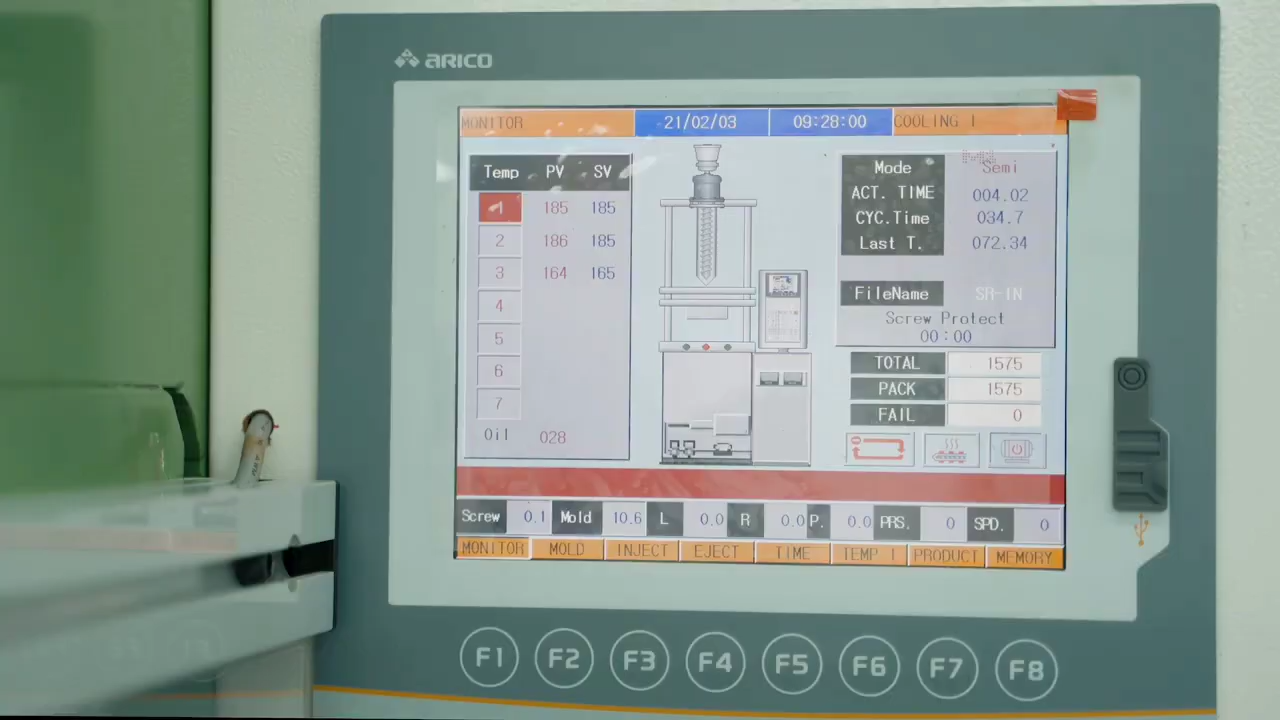 ARICO
MONITOR 21/02/03 09:28:00 COOLING 1
Temp PV SV
1 185 185
2 186 185
3 164 165
4
5
6
7
Oil 028
Mode Semi
ACT. TIME 004.02
CYC.Time 034.7
Last T. 072.34
FileName SR-IN
Screw Protect
00:00
TOTAL 1575
PACK 1575
FAIL 0
Screw 0.1 Mold 10.6 L 0.0 R 0.0 P. 0.0 PRS. 0 SPD. 0
MONITOR MOLD INJECT EJECT TIME TEMP 1 PRODUCT MEMORY
F1 F2 F3 F4 F5 F6 F7 F8